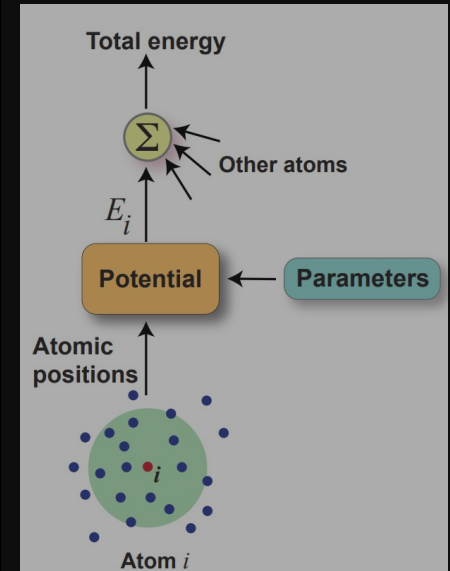 Total energy
Σ
Other atoms
E_i
Potential
Parameters
Atomic
positions
i
Atom i